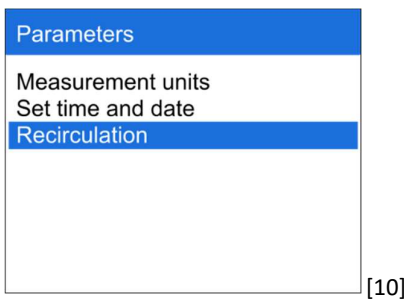 Parameters
Measurement units
Set time and date
Recirculation
[10]